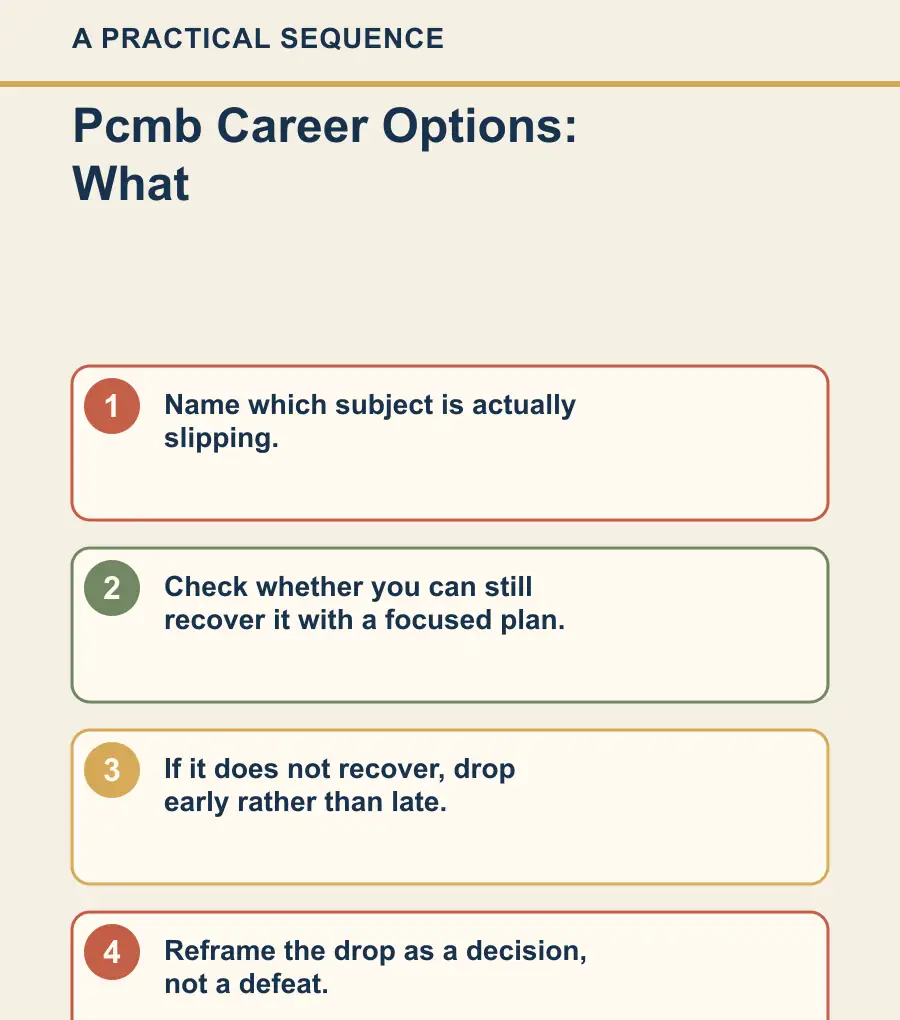 A PRACTICAL SEQUENCE
Pcmb Career Options:
What
1
Name which subject is actually
slipping.
2
Check whether you can still
recover it with a focused plan.
3
If it does not recover, drop
early rather than late.
4
Reframe the drop as a decision,
not a defeat.